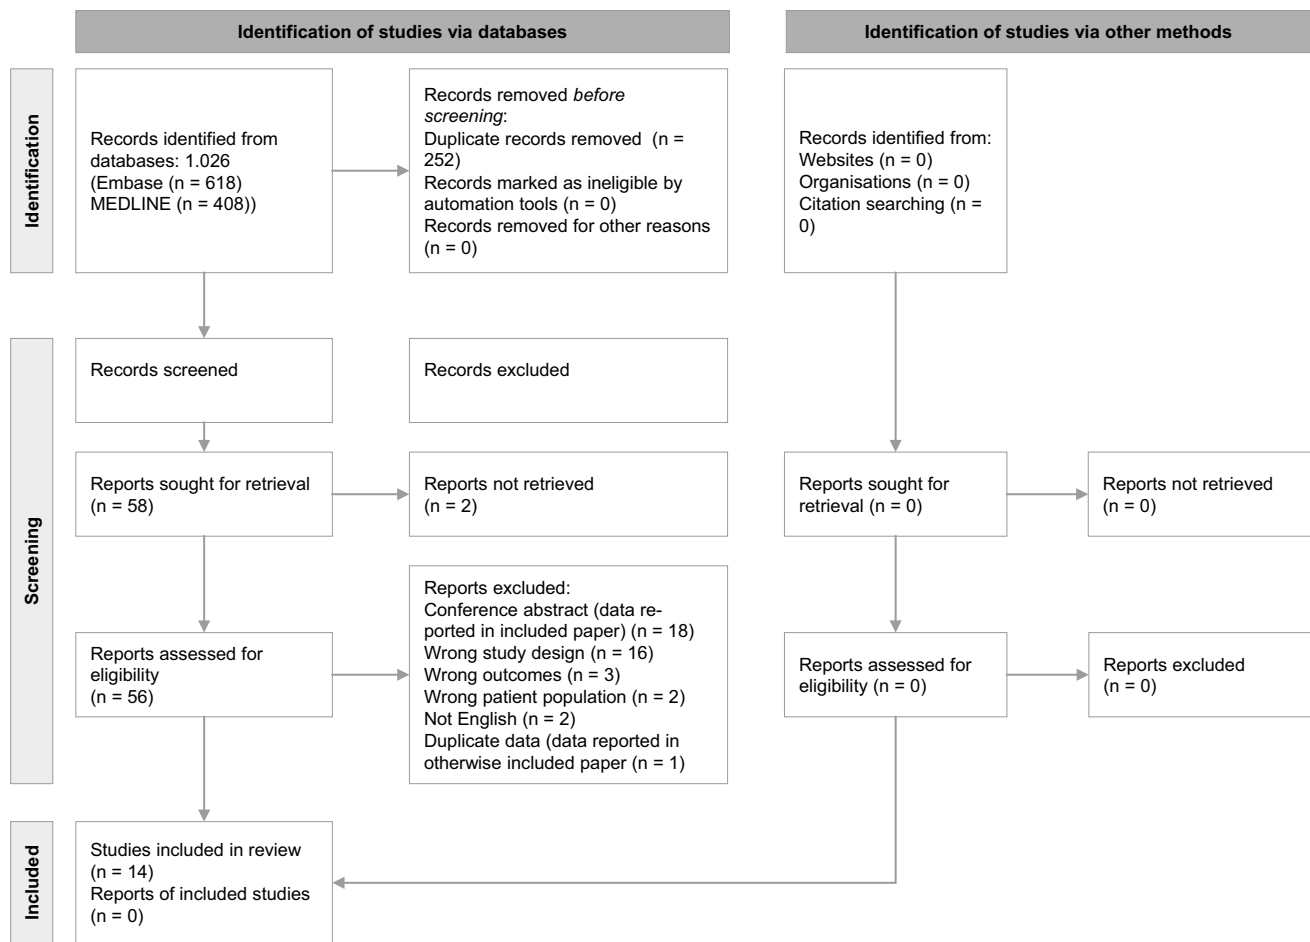 Identification of studies via databases
Identification of studies via other methods
Identification
Records identified from
databases: 1.026
(Embase (n = 618)
MEDLINE (n = 408))
Records removed before
screening:
Duplicate records removed (n =
252)
Records marked as ineligible by
automation tools (n = 0)
Records removed for other reasons
(n = 0)
Records identified from:
Websites (n = 0)
Organisations (n = 0)
Citation searching (n =
0)
Screening
Records screened
Records excluded
Reports sought for retrieval
(n = 58)
Reports not retrieved
(n = 2)
Reports sought for
retrieval (n = 0)
Reports not retrieved
(n = 0)
Reports assessed for
eligibility
(n = 56)
Reports excluded:
Conference abstract (data re-
ported in included paper) (n = 18)
Wrong study design (n = 16)
Wrong outcomes (n = 3)
Wrong patient population (n = 2)
Not English (n = 2)
Duplicate data (data reported in
otherwise included paper (n = 1)
Reports assessed for
eligibility (n = 0)
Reports excluded
(n = 0)
Included
Studies included in review
(n = 14)
Reports of included studies
(n = 0)